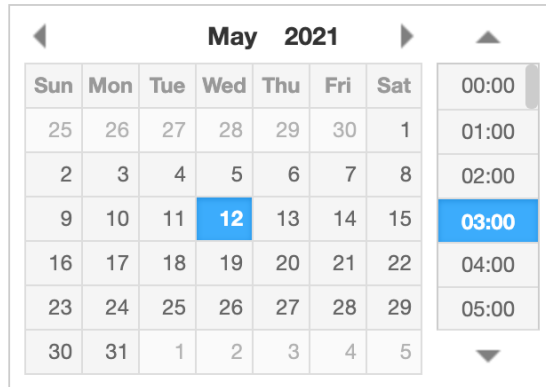 May 2021
Sun Mon Tue Wed Thu Fri Sat
25 26 27 28 29 30 1
2 3 4 5 6 7 8
9 10 11 12 13 14 15
16 17 18 19 20 21 22
23 24 25 26 27 28 29
30 31 1 2 3 4 5
00:00
01:00
02:00
03:00
04:00
05:00